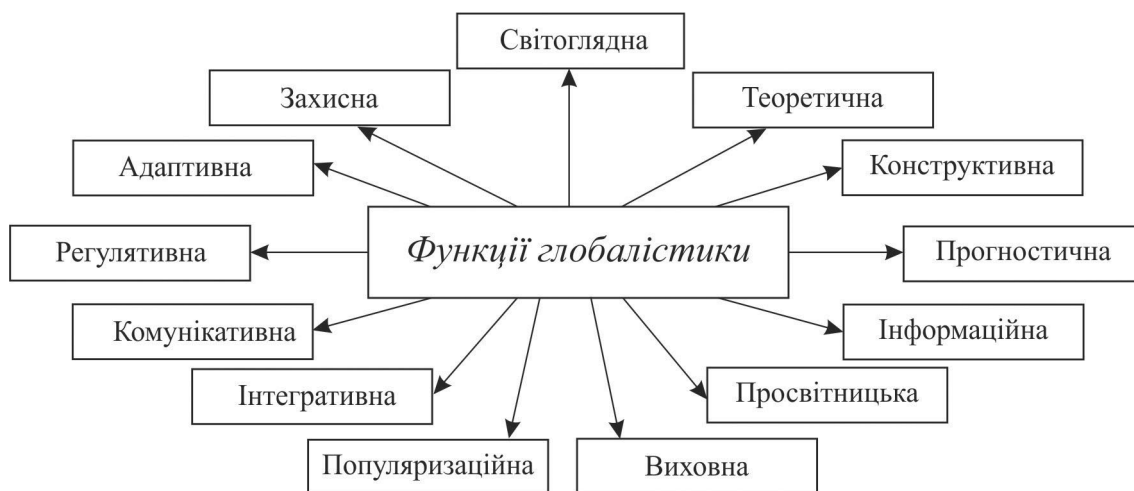 Світоглядна
Захисна
Теоретична
Адаптивна
Конструктивна
Функції глобалістики
Регулятивна
Прогностична
Комунікативна
Інформаційна
Інтегративна
Просвітницька
Популяризаційна
Виховна